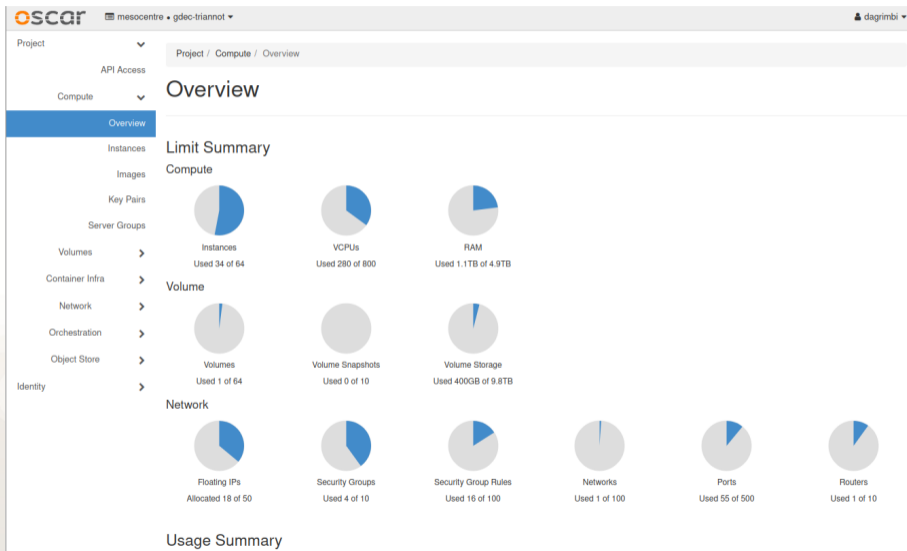 oscar
mesocentre • gdec-triannot
dagrimbi
Project
API Access
Compute
Overview
Instances
Images
Key Pairs
Server Groups
Volumes
Container Infra
Network
Orchestration
Object Store
Identity
Project / Compute / Overview
Overview
Limit Summary
Compute
Instances
Used 34 of 64
VCPUs
Used 280 of 800
RAM
Used 1.1TB of 4.9TB
Volume
Volumes
Used 1 of 64
Volume Snapshots
Used 0 of 10
Volume Storage
Used 400GB of 9.8TB
Network
Floating IPs
Allocated 18 of 50
Security Groups
Used 4 of 10
Security Group Rules
Used 16 of 100
Networks
Used 1 of 100
Ports
Used 55 of 500
Routers
Used 1 of 10
Usage Summary